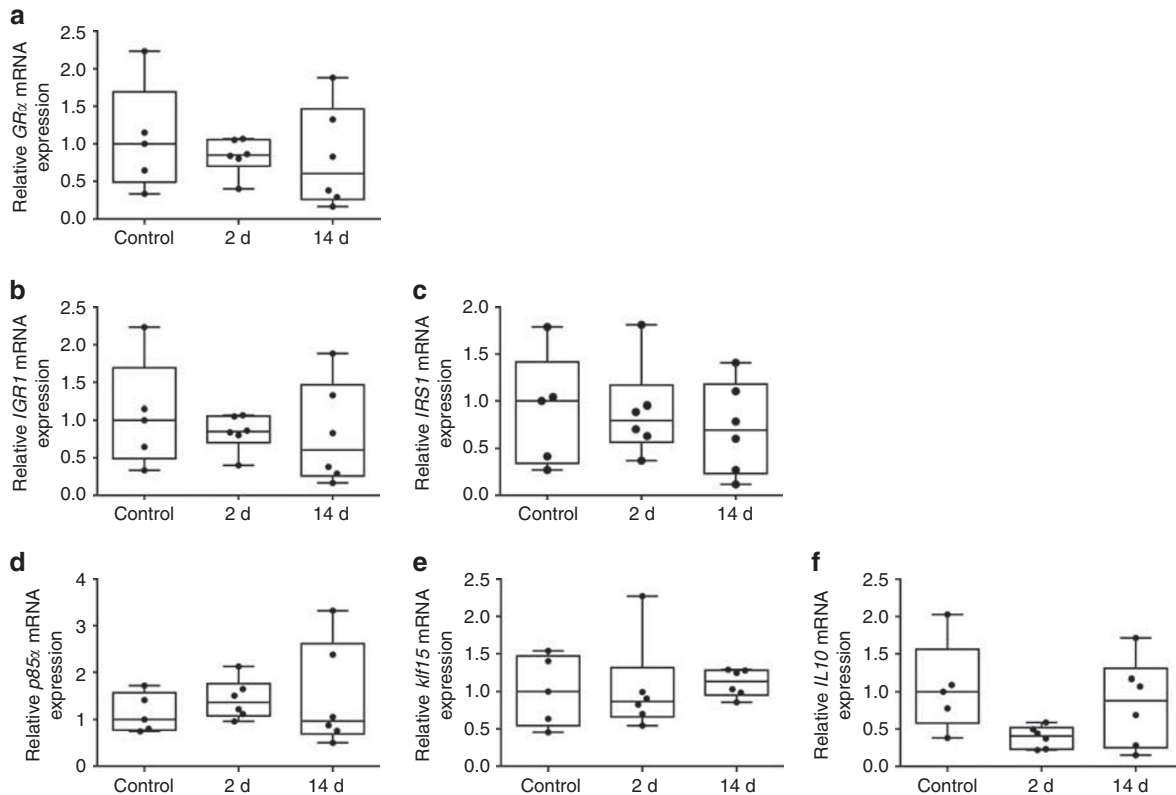 a
Relative GRα mRNA
expression
2.5
2.0
1.5
1.0
0.5
0.0
Control 2 d 14 d
b
Relative IGR1 mRNA
expression
2.5
2.0
1.5
1.0
0.5
0.0
Control 2 d 14 d
c
Relative IRS1 mRNA
expression
2.0
1.5
1.0
0.5
0.0
Control 2 d 14 d
d
Relative p85α mRNA
expression
4
3
2
1
0
Control 2 d 14 d
e
Relative klf15 mRNA
expression
2.5
2.0
1.5
1.0
0.5
0.0
Control 2 d 14 d
f
Relative IL10 mRNA
expression
2.5
2.0
1.5
1.0
0.5
0.0
Control 2 d 14 d